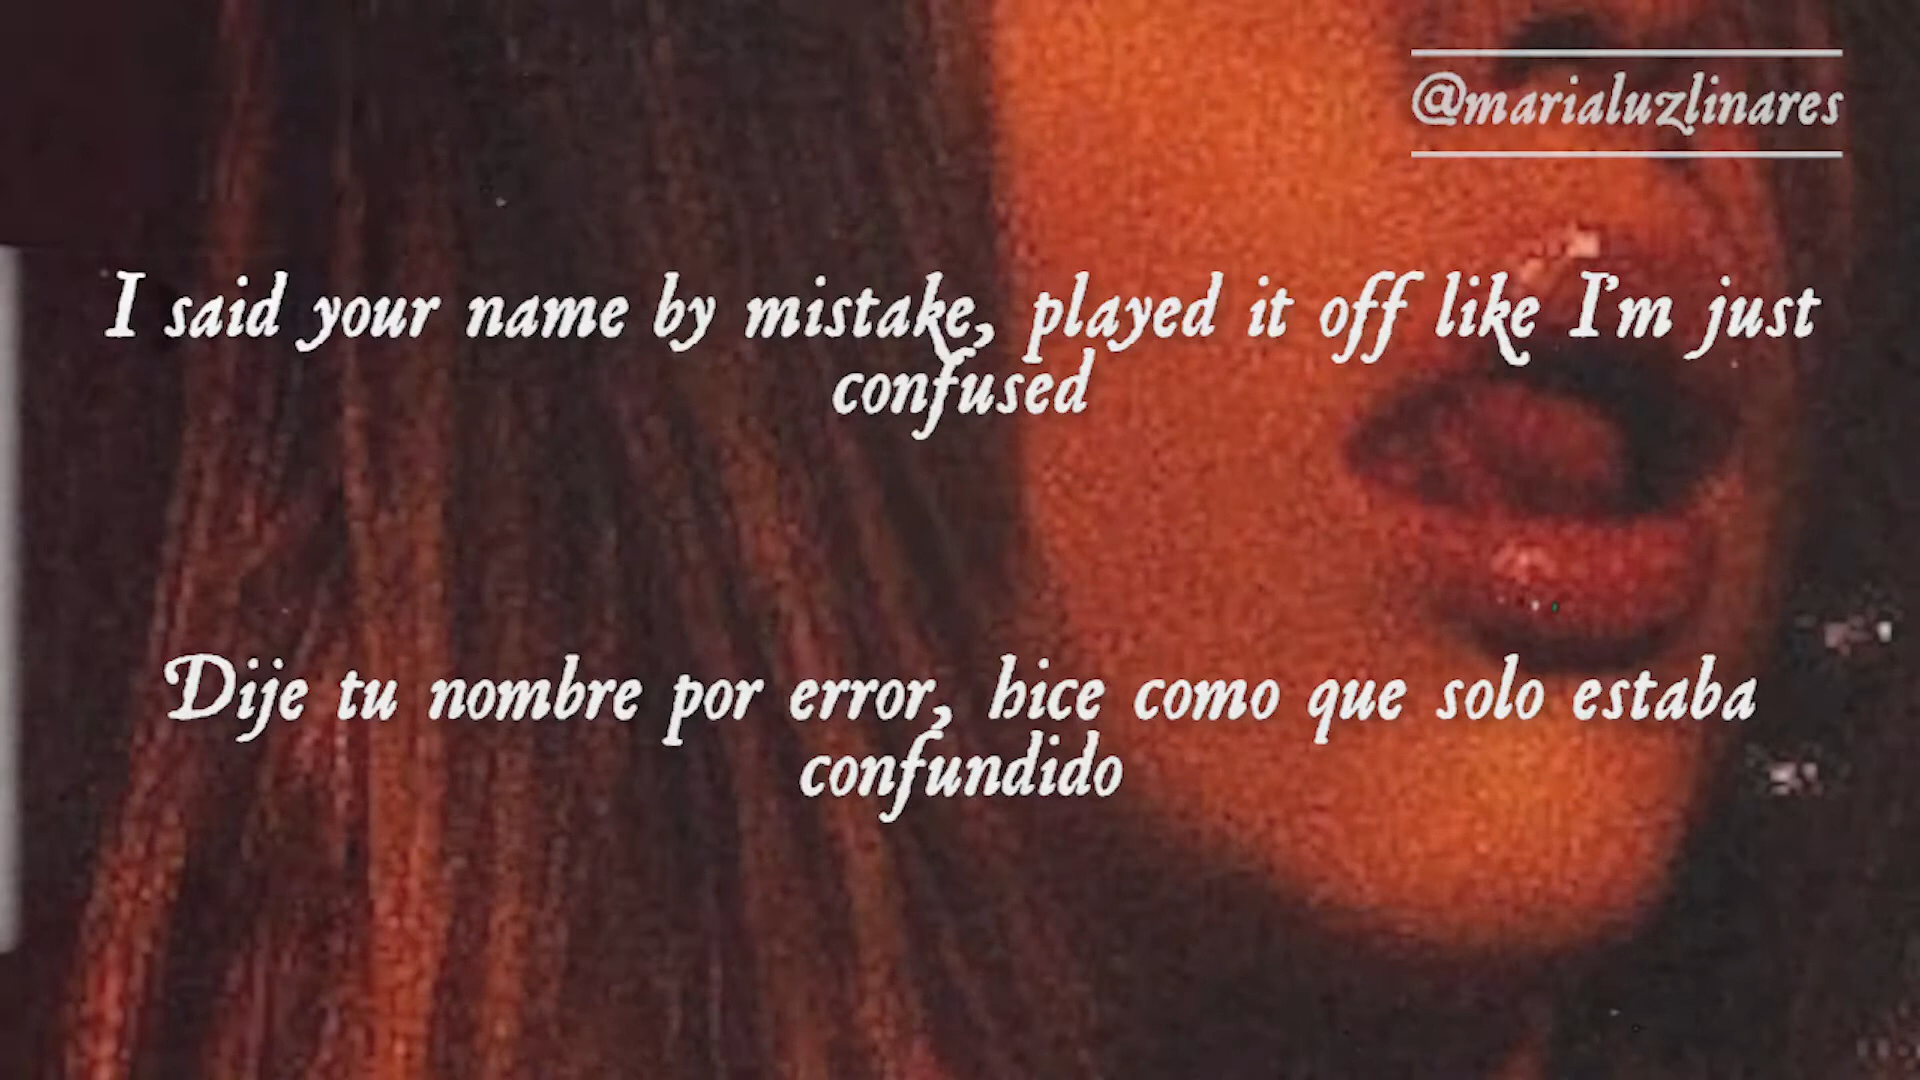 @marialuzlinares
I said your name by mistake, played it off like I'm just
confused
Dije tu nombre por error, hice como que solo estaba
confundido